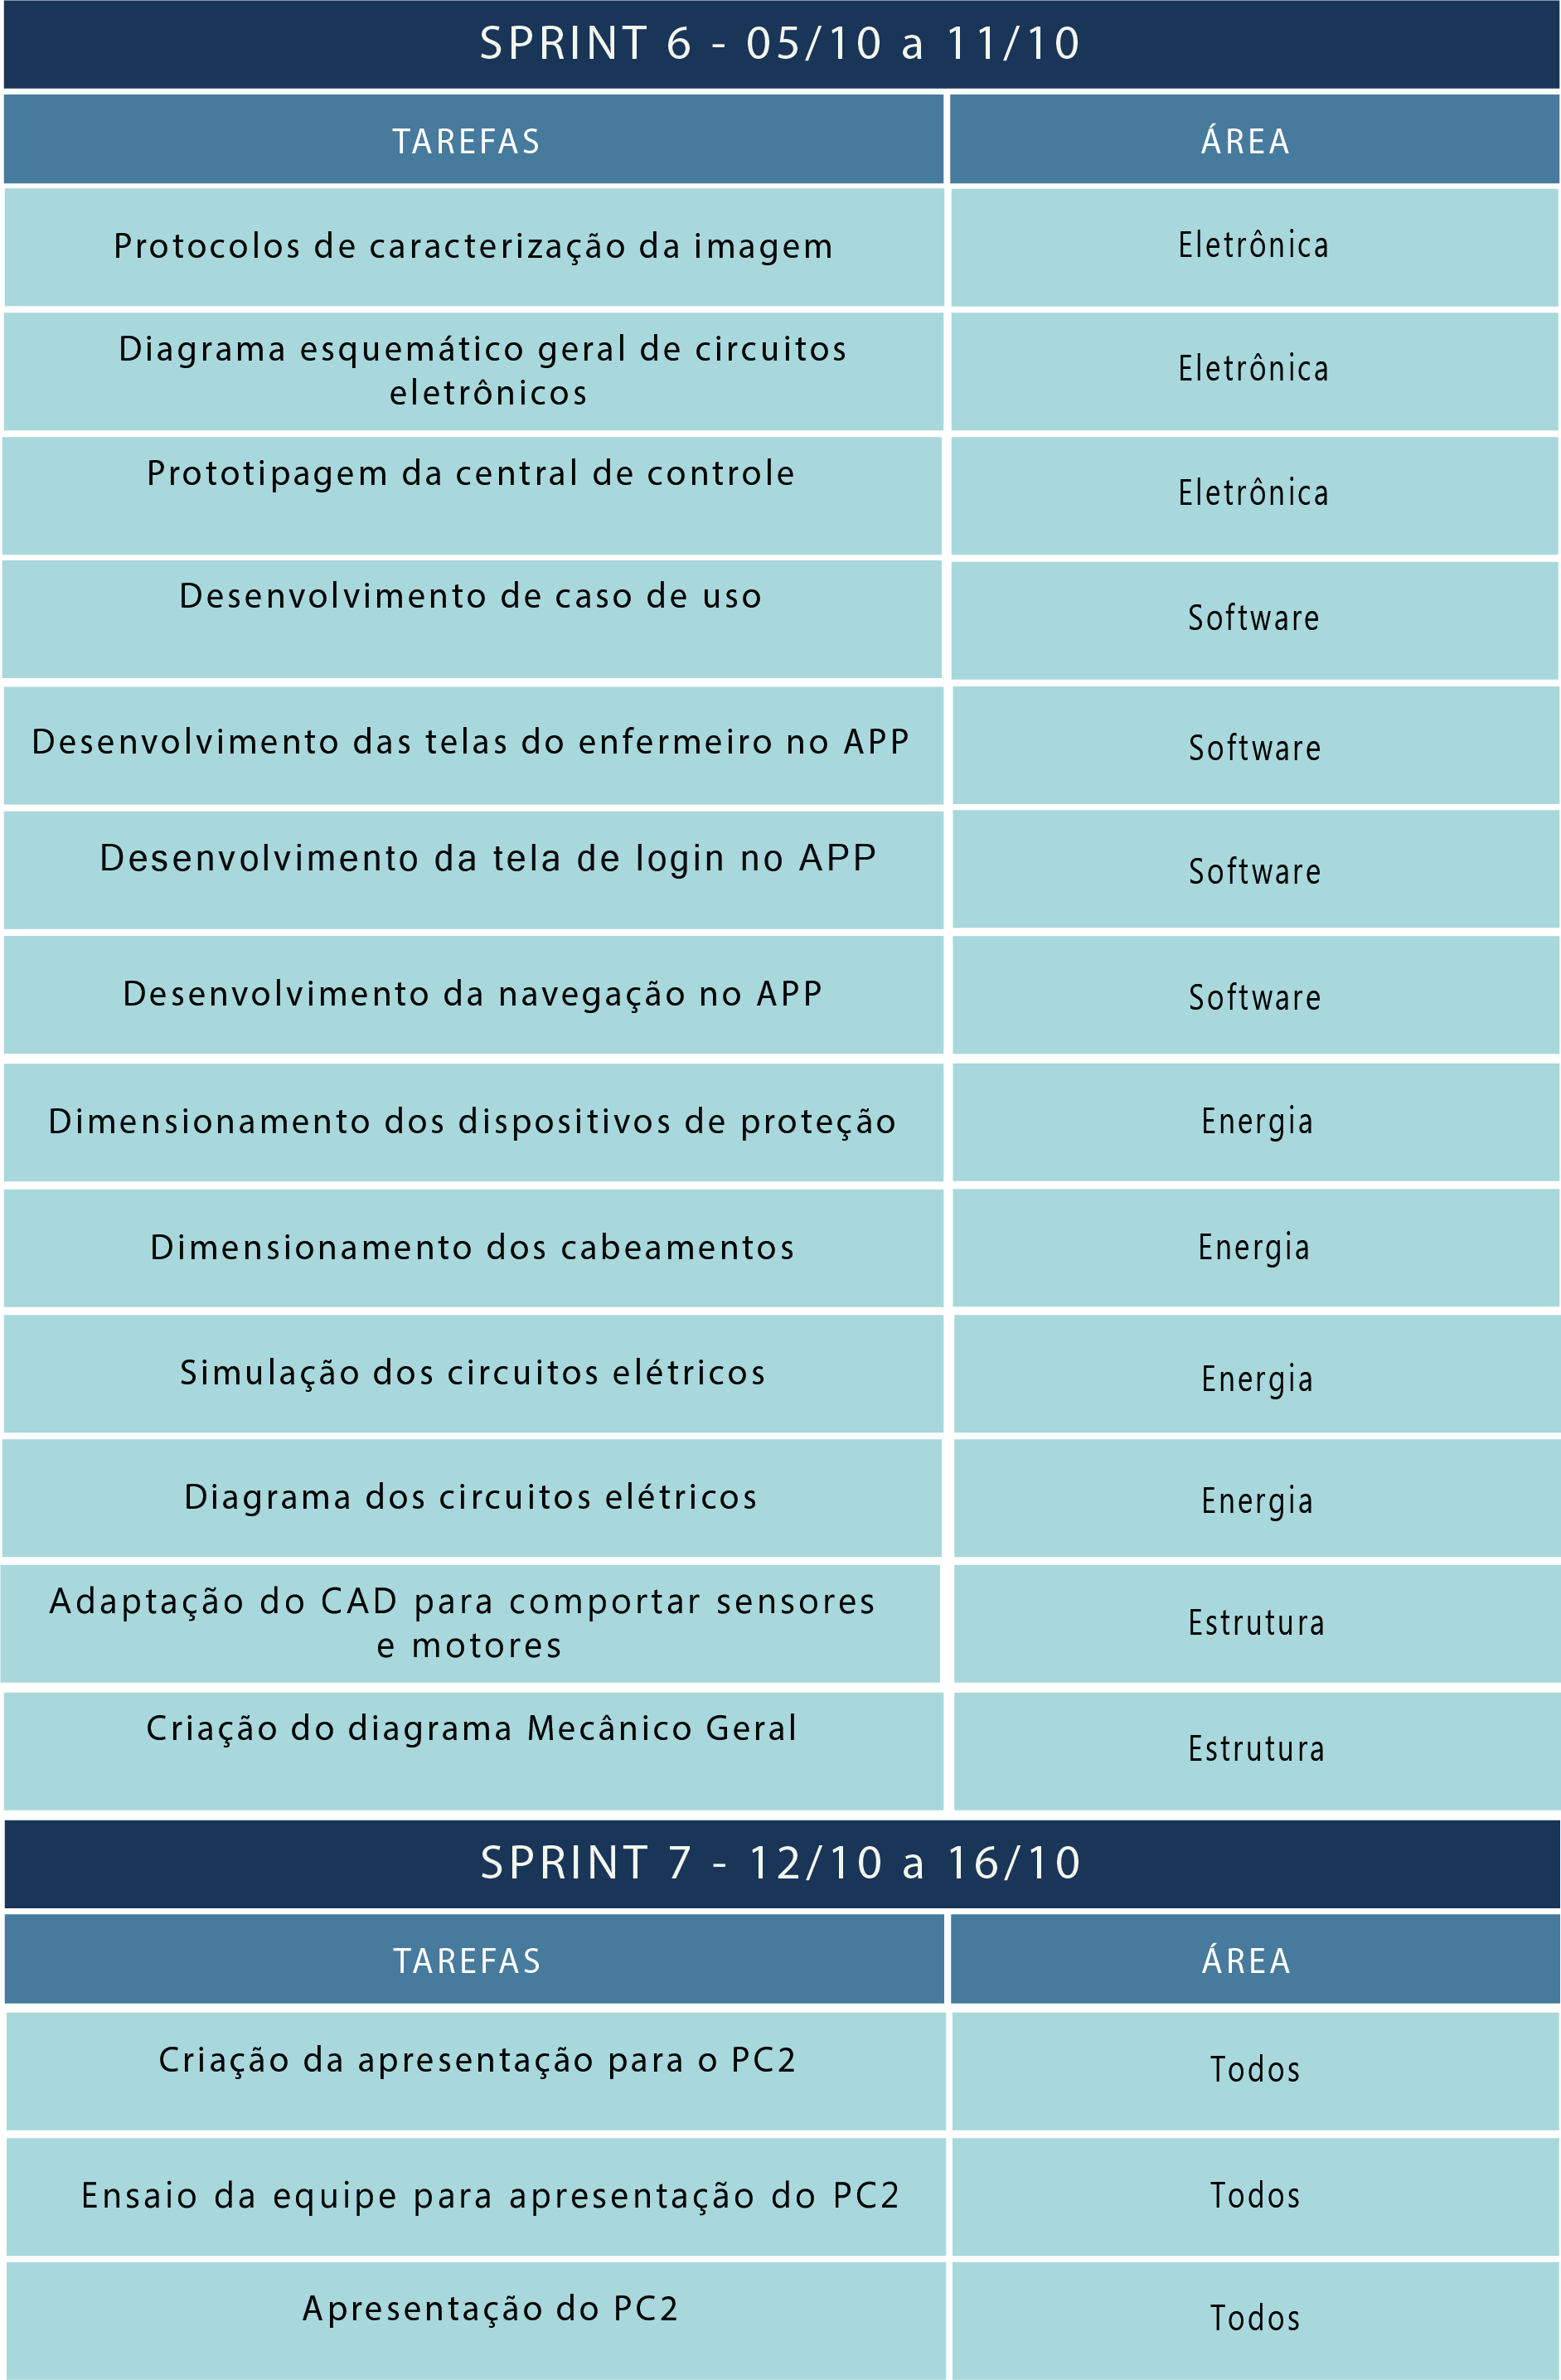 SPRINT 6 - 05/10 a 11/10
TAREFAS
ÁREA
Protocolos de caracterização da imagem
Eletrônica
Diagrama esquemático geral de circuitos
eletrônicos
Eletrônica
Prototipagem da central de controle
Eletrônica
Desenvolvimento de caso de uso
Software
Desenvolvimento das telas do enfermeiro no APP
Software
Desenvolvimento da tela de login no APP
Software
Desenvolvimento da navegação no APP
Software
Dimensionamento dos dispositivos de proteção
Energia
Dimensionamento dos cabeamentos
Energia
Simulação dos circuitos elétricos
Energia
Diagrama dos circuitos elétricos
Energia
Adaptação do CAD para comportar sensores
e motores
Estrutura
Criação do diagrama Mecânico Geral
Estrutura
SPRINT 7 - 12/10 a 16/10
TAREFAS
ÁREA
Criação da apresentação para o PC2
Todos
Ensaio da equipe para apresentação do PC2
Todos
Apresentação do PC2
Todos